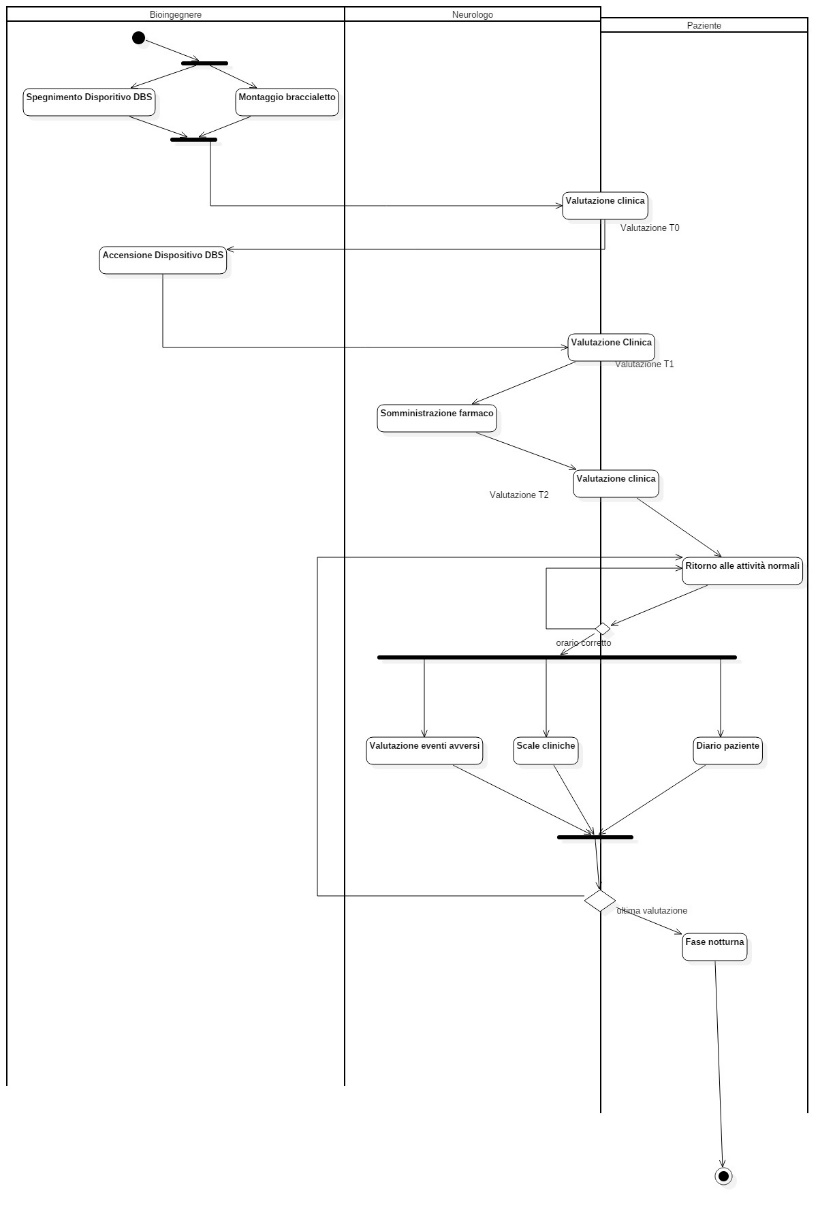 Bioingegnere
Neurologo
Paziente
Spegnimento Disporitivo DBS
Montaggio braccialetto
Valutazione clinica
Valutazione T0
Accensione Dispositivo DBS
Valutazione Clinica
Valutazione T1
Somministrazione farmaco
Valutazione clinica
Valutazione T2
Ritorno alle attività normali
orario corretto
Valutazione eventi avversi
Scale cliniche
Diario paziente
ultima valutazione
Fase notturna